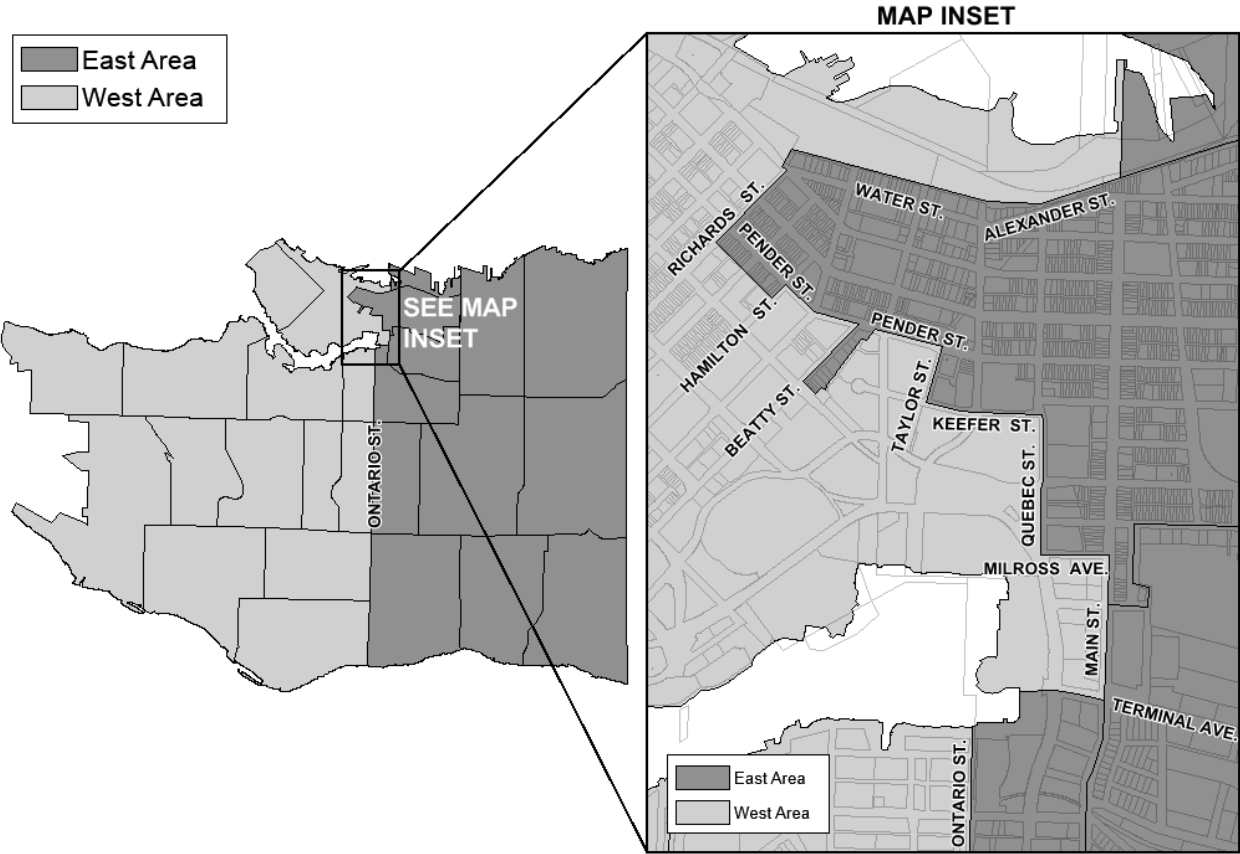 MAP INSET
East Area
West Area
SEE MAP
INSET
ONTARIO ST.
RICHARDS ST.
WATER ST.
ALEXANDER ST.
PENDER ST.
HAMILTON ST.
PENDER ST.
BEATTY ST.
TAYLOR ST.
KEEFER ST.
QUEBEC ST.
MILROSS AVE.
MAIN ST.
TERMINAL AVE.
ONTARIO ST.
East Area
West Area